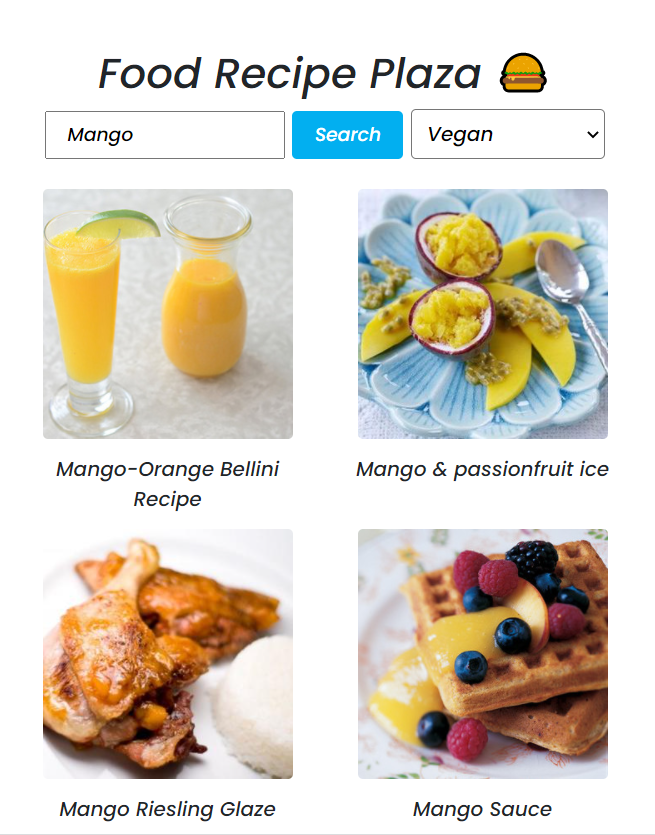 Food Recipe Plaza
Mango
Search
Vegan
Mango-Orange Bellini
Recipe
Mango & passionfruit ice
Mango Riesling Glaze
Mango Sauce